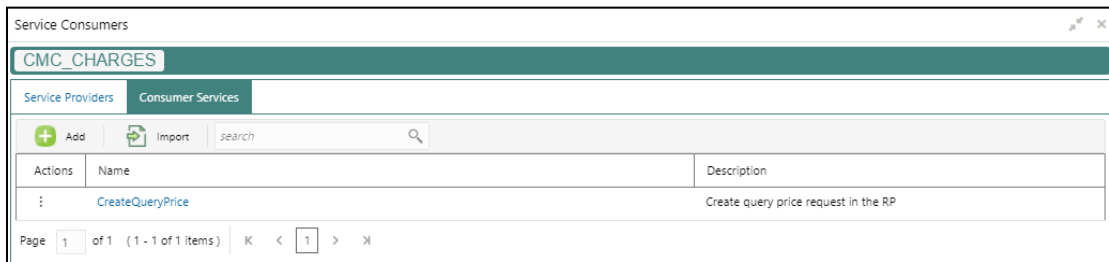 Service Consumers
CMC_CHARGES
Service Providers Consumer Services
Add Import search
Actions Name Description
CreateQueryPrice Create query price request in the RP
Page 1 of 1 (1 - 1 of 1 items) K < 1 > >|